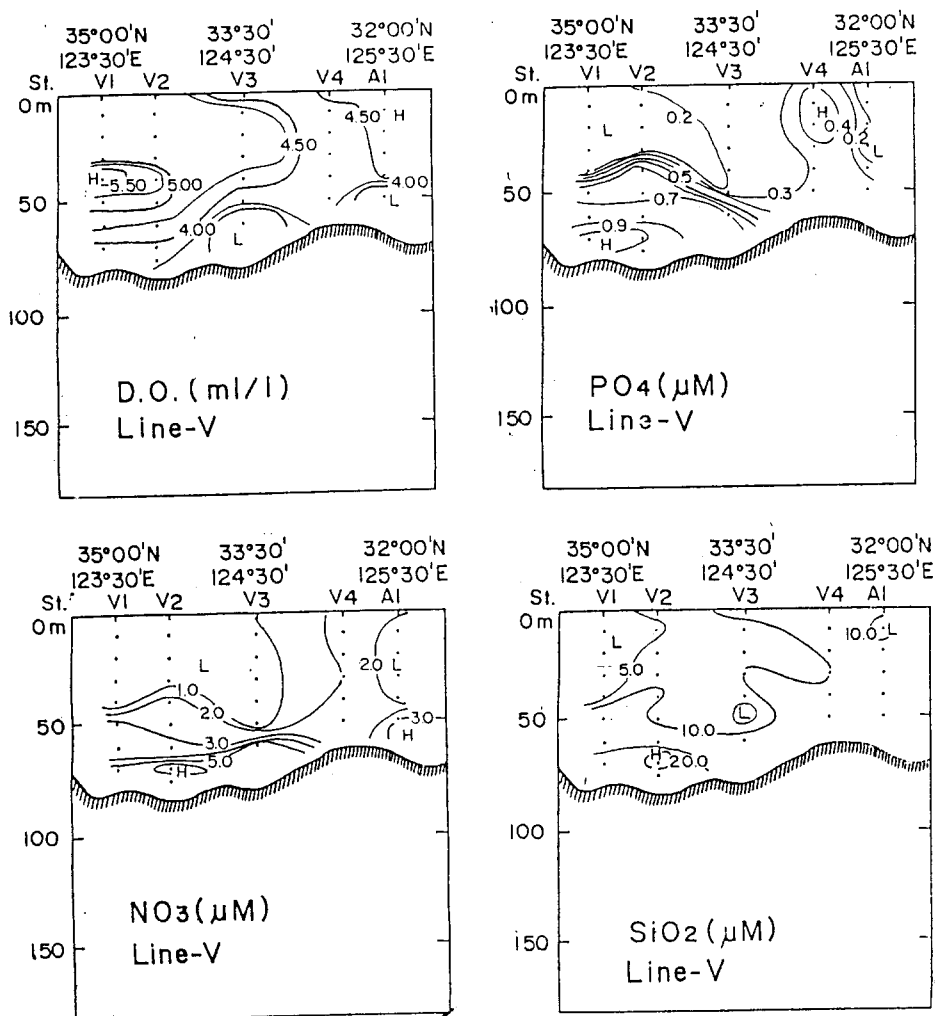 35°00'N 33°30' 32°00'N
123°30'E 124°30' 125°30'E
St. V1 V2 V3 V4 A1
0m
50
100
150
H
5.50
5.00
4.50
4.50
H
4.00
4.00
L
L
D.O. (ml/l)
Line-V
35°00'N 33°30' 32°00'N
123°30'E 124°30' 125°30'E
St. V1 V2 V3 V4 A1
0m
50
100
150
L
0.2
H
0.4
0.2
L
0.5
0.7
0.3
0.9
H
PO4 (μM)
Line-V
35°00'N 33°30' 32°00'N
123°30'E 124°30' 125°30'E
St. V1 V2 V3 V4 A1
0m
50
100
150
L
2.0
L
1.0
2.0
3.0
3.0
H
5.0
H
NO3 (μM)
Line-V
35°00'N 33°30' 32°00'N
123°30'E 124°30' 125°30'E
St. V1 V2 V3 V4 A1
0m
50
100
150
10.0
L
L
5.0
L
10.0
H
20.0
SiO2 (μM)
Line-V